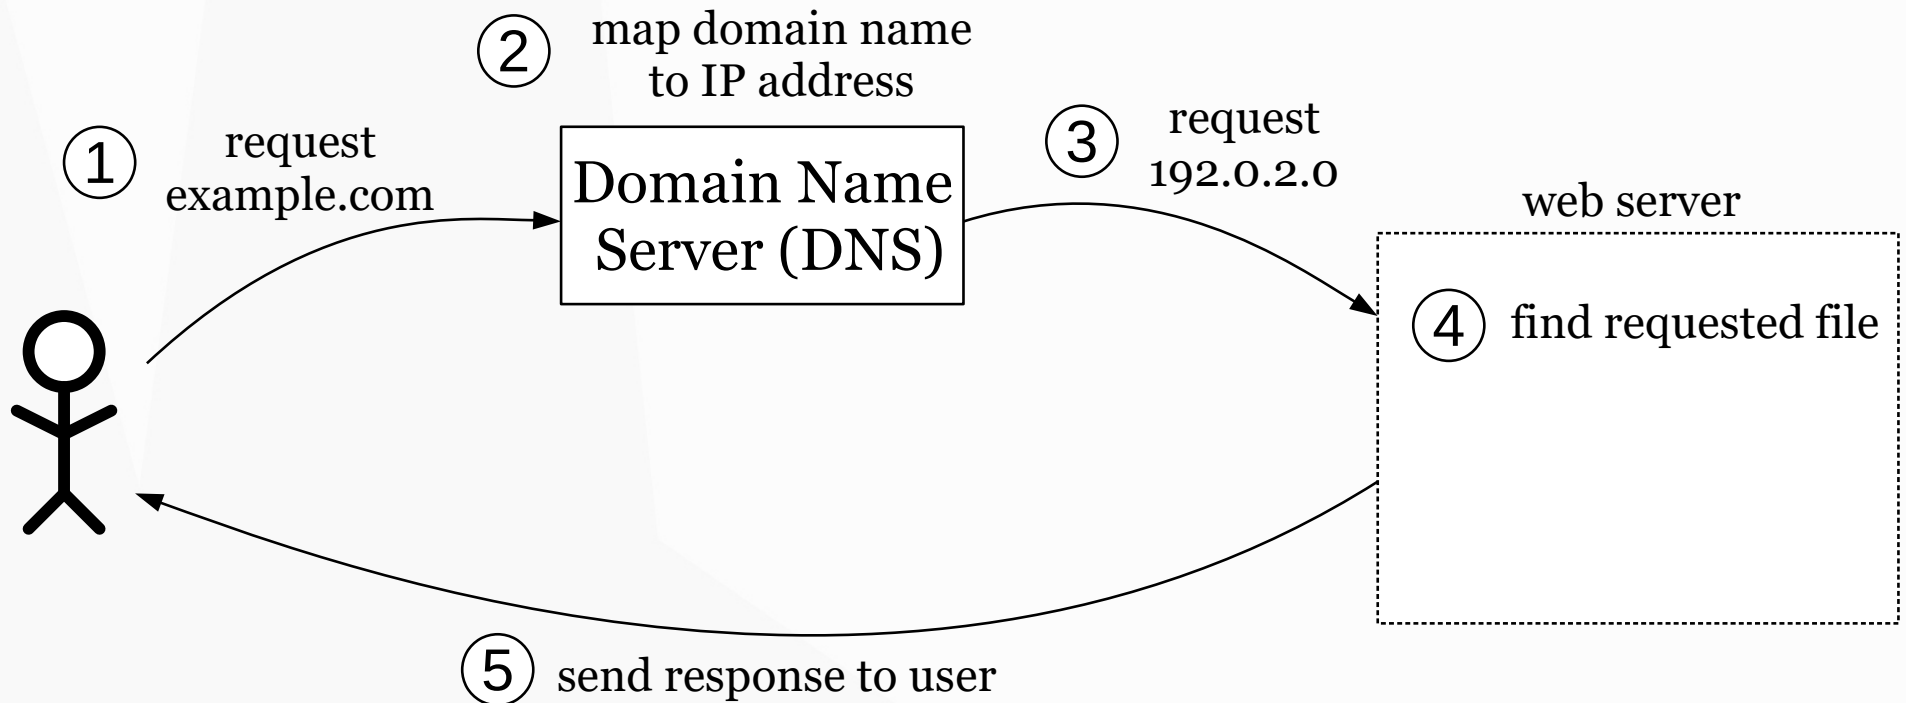 1
request
example.com
2
map domain name
to IP address
Domain Name
Server (DNS)
3
request
192.0.2.0
web server
4
find requested file
5
send response to user